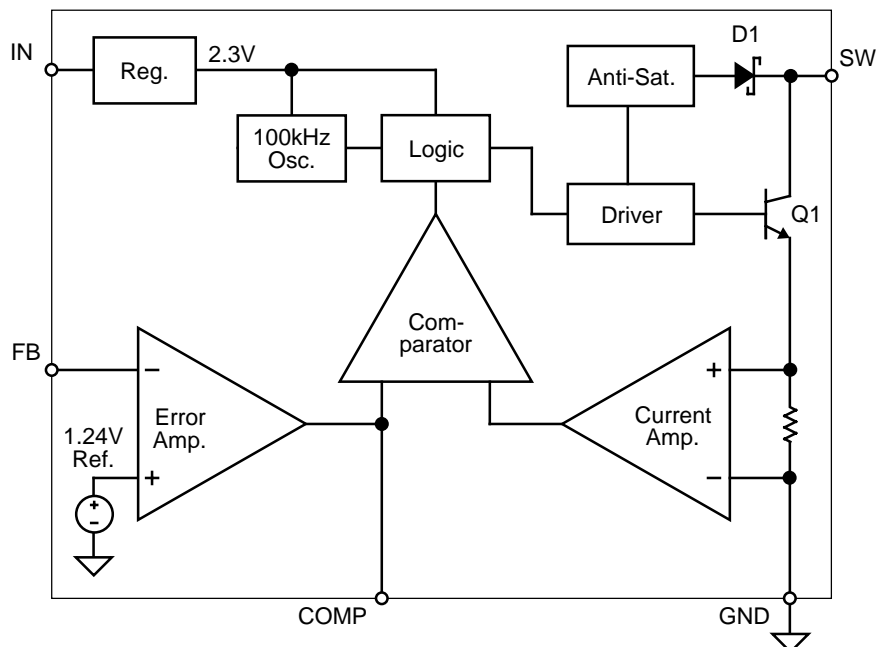 D1
IN
SW
Reg.
2.3V
Anti-Sat.
100kHz
Osc.
Logic
Driver
Q1
Com-
parator
FB
−
+
Error
Amp.
Current
Amp.
1.24V
Ref.
+
−
+
−
COMP
GND